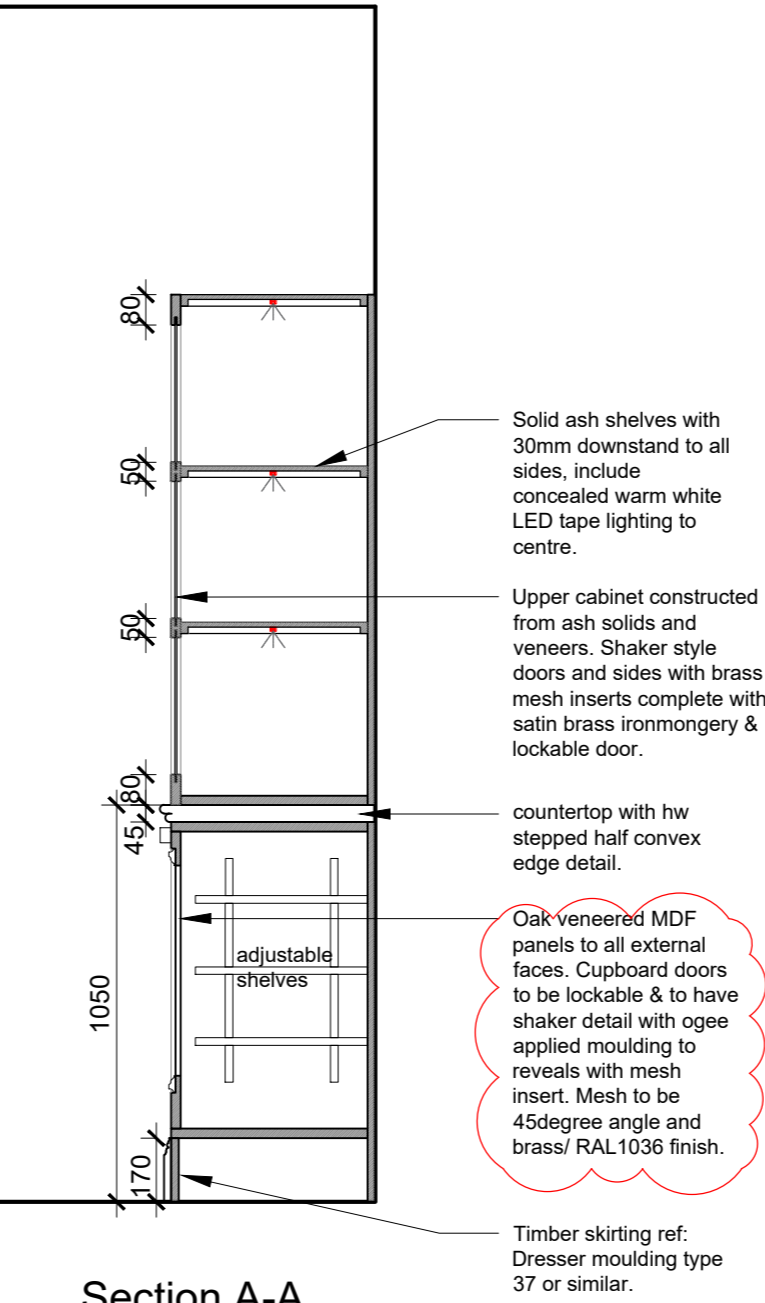 80
50
50
80
45
1050
170
adjustable
shelves
Solid ash shelves with
30mm downstand to all
sides, include
concealed warm white
LED tape lighting to
centre.
Upper cabinet constructed
from ash solids and
veneers. Shaker style
doors and sides with brass
mesh inserts complete with
satin brass ironmongery &
lockable door.
countertop with hw
stepped half convex
edge detail.
Oak veneered MDF
panels to all external
faces. Cupboard doors
to be lockable & to have
shaker detail with ogee
applied moulding to
reveals with mesh
insert. Mesh to be
45degree angle and
brass/ RAL1036 finish.
Timber skirting ref:
Dresser moulding type
37 or similar.
Section A-A